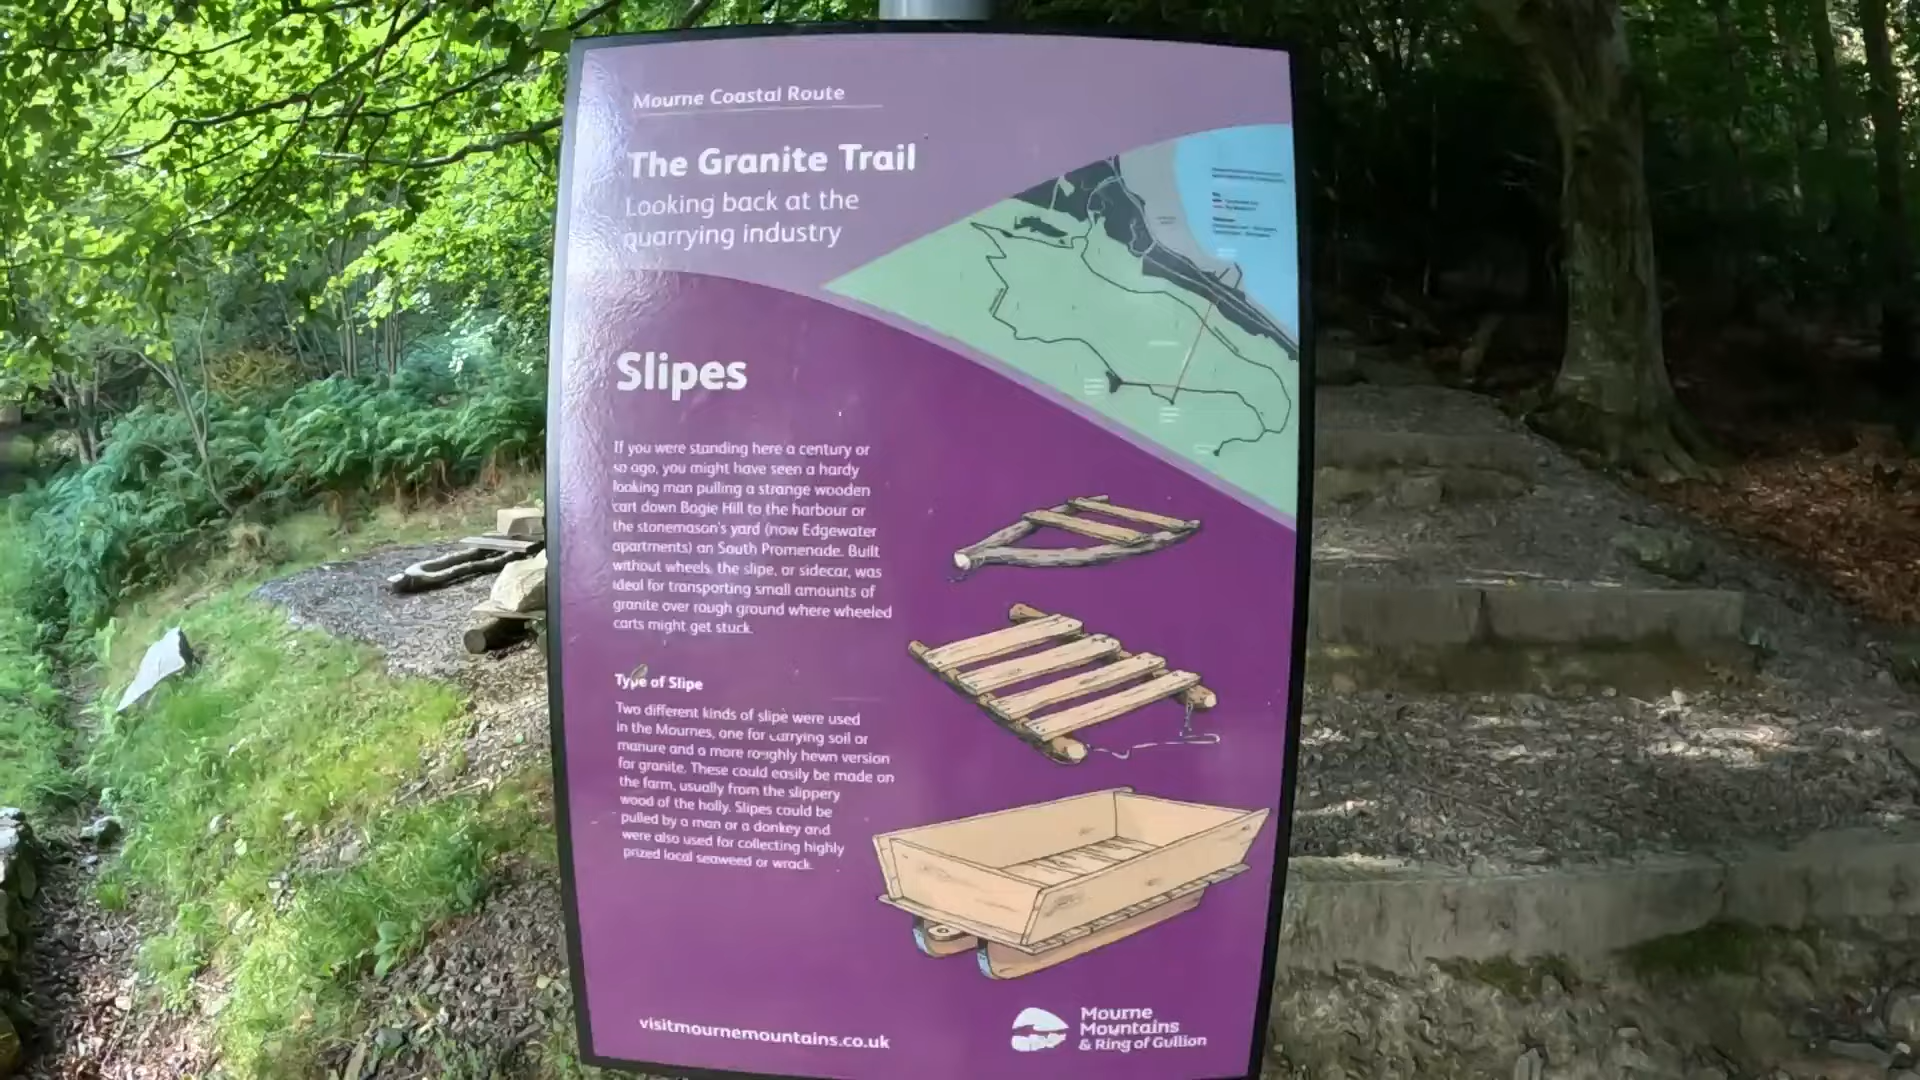 Mourne Coastal Route
The Granite Trail
Looking back at the
quarrying industry
Slipes
If you were standing here a century or
so ago, you might have seen a hardy
looking man pulling a strange wooden
cart down Bogie Hill to the harbour or
the stonemason's yard (now Edgewater
apartments) on South Promenade. Built
without wheels, the slipe, or sidecar, was
ideal for transporting small amounts of
granite over rough ground where wheeled
carts might get stuck.
Type of Slipe
Two different kinds of slipe were used
in the Mournes, one for carrying soil or
manure and a more roughly hewn version
for granite. These could easily be made on
the farm, usually from the slippery
wood of the holly. Slipes could be
pulled by a man or a donkey and
were also used for collecting highly
prized local seaweed or wrack.
visitmournemountains.co.uk
Mourne
Mountains
& Ring of Gullion